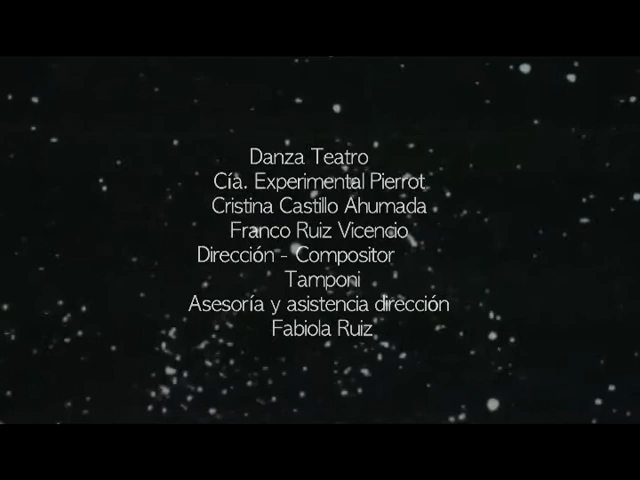 Danza Teatro
Cía. Experimental Pierrot
Cristina Castillo Ahumada
Franco Ruiz Vicencio
Dirección - Compositor
Tamponi
Asesoría y asistencia dirección
Fabiola Ruiz